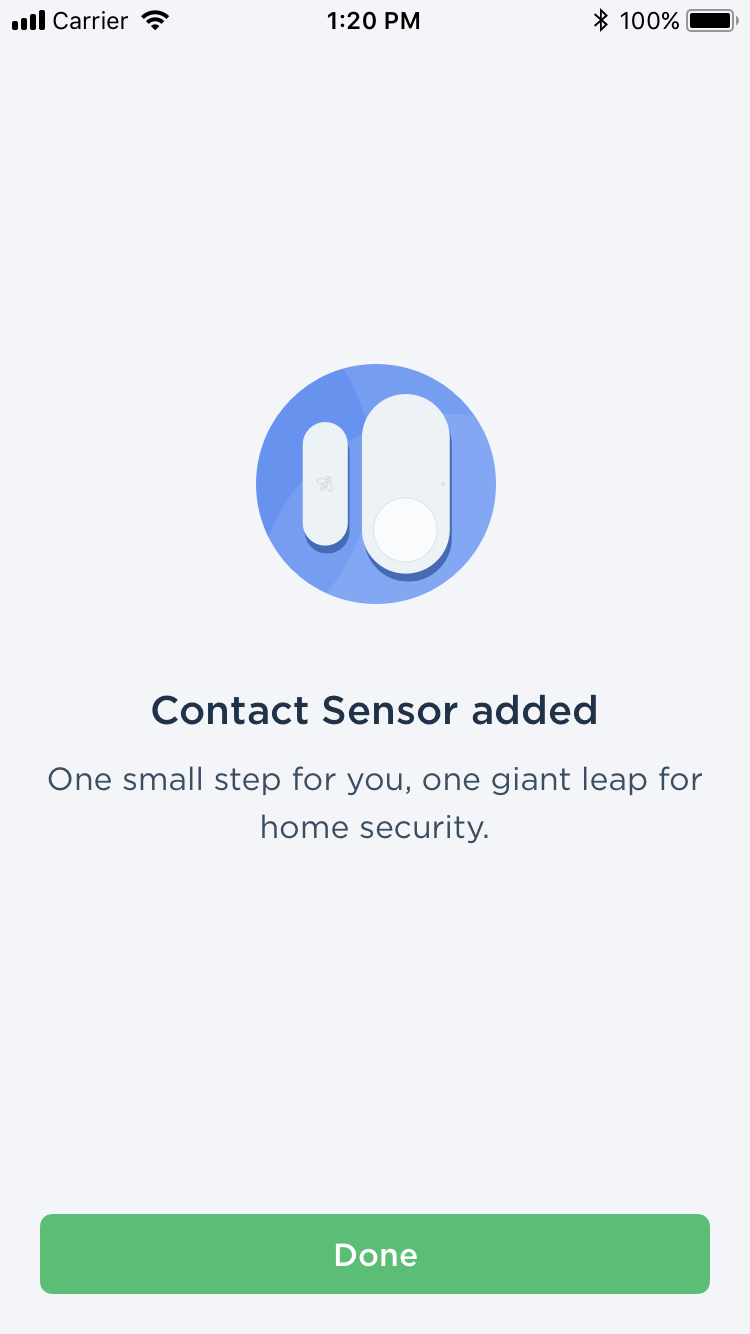 Carrier 1:20 PM 100%
Contact Sensor added
One small step for you, one giant leap for
home security.
Done